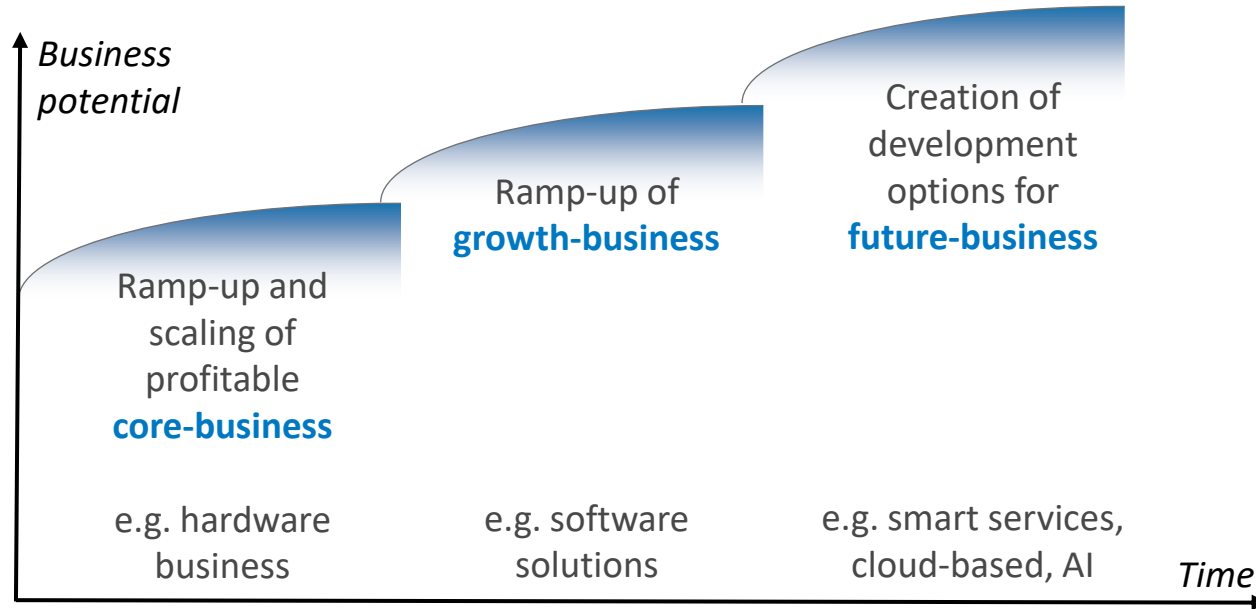 Business
potential
Ramp-up and
scaling of
profitable
core-business
e.g. hardware
business
Ramp-up of
growth-business
e.g. software
solutions
Creation of
development
options for
future-business
e.g. smart services,
cloud-based, AI
Time